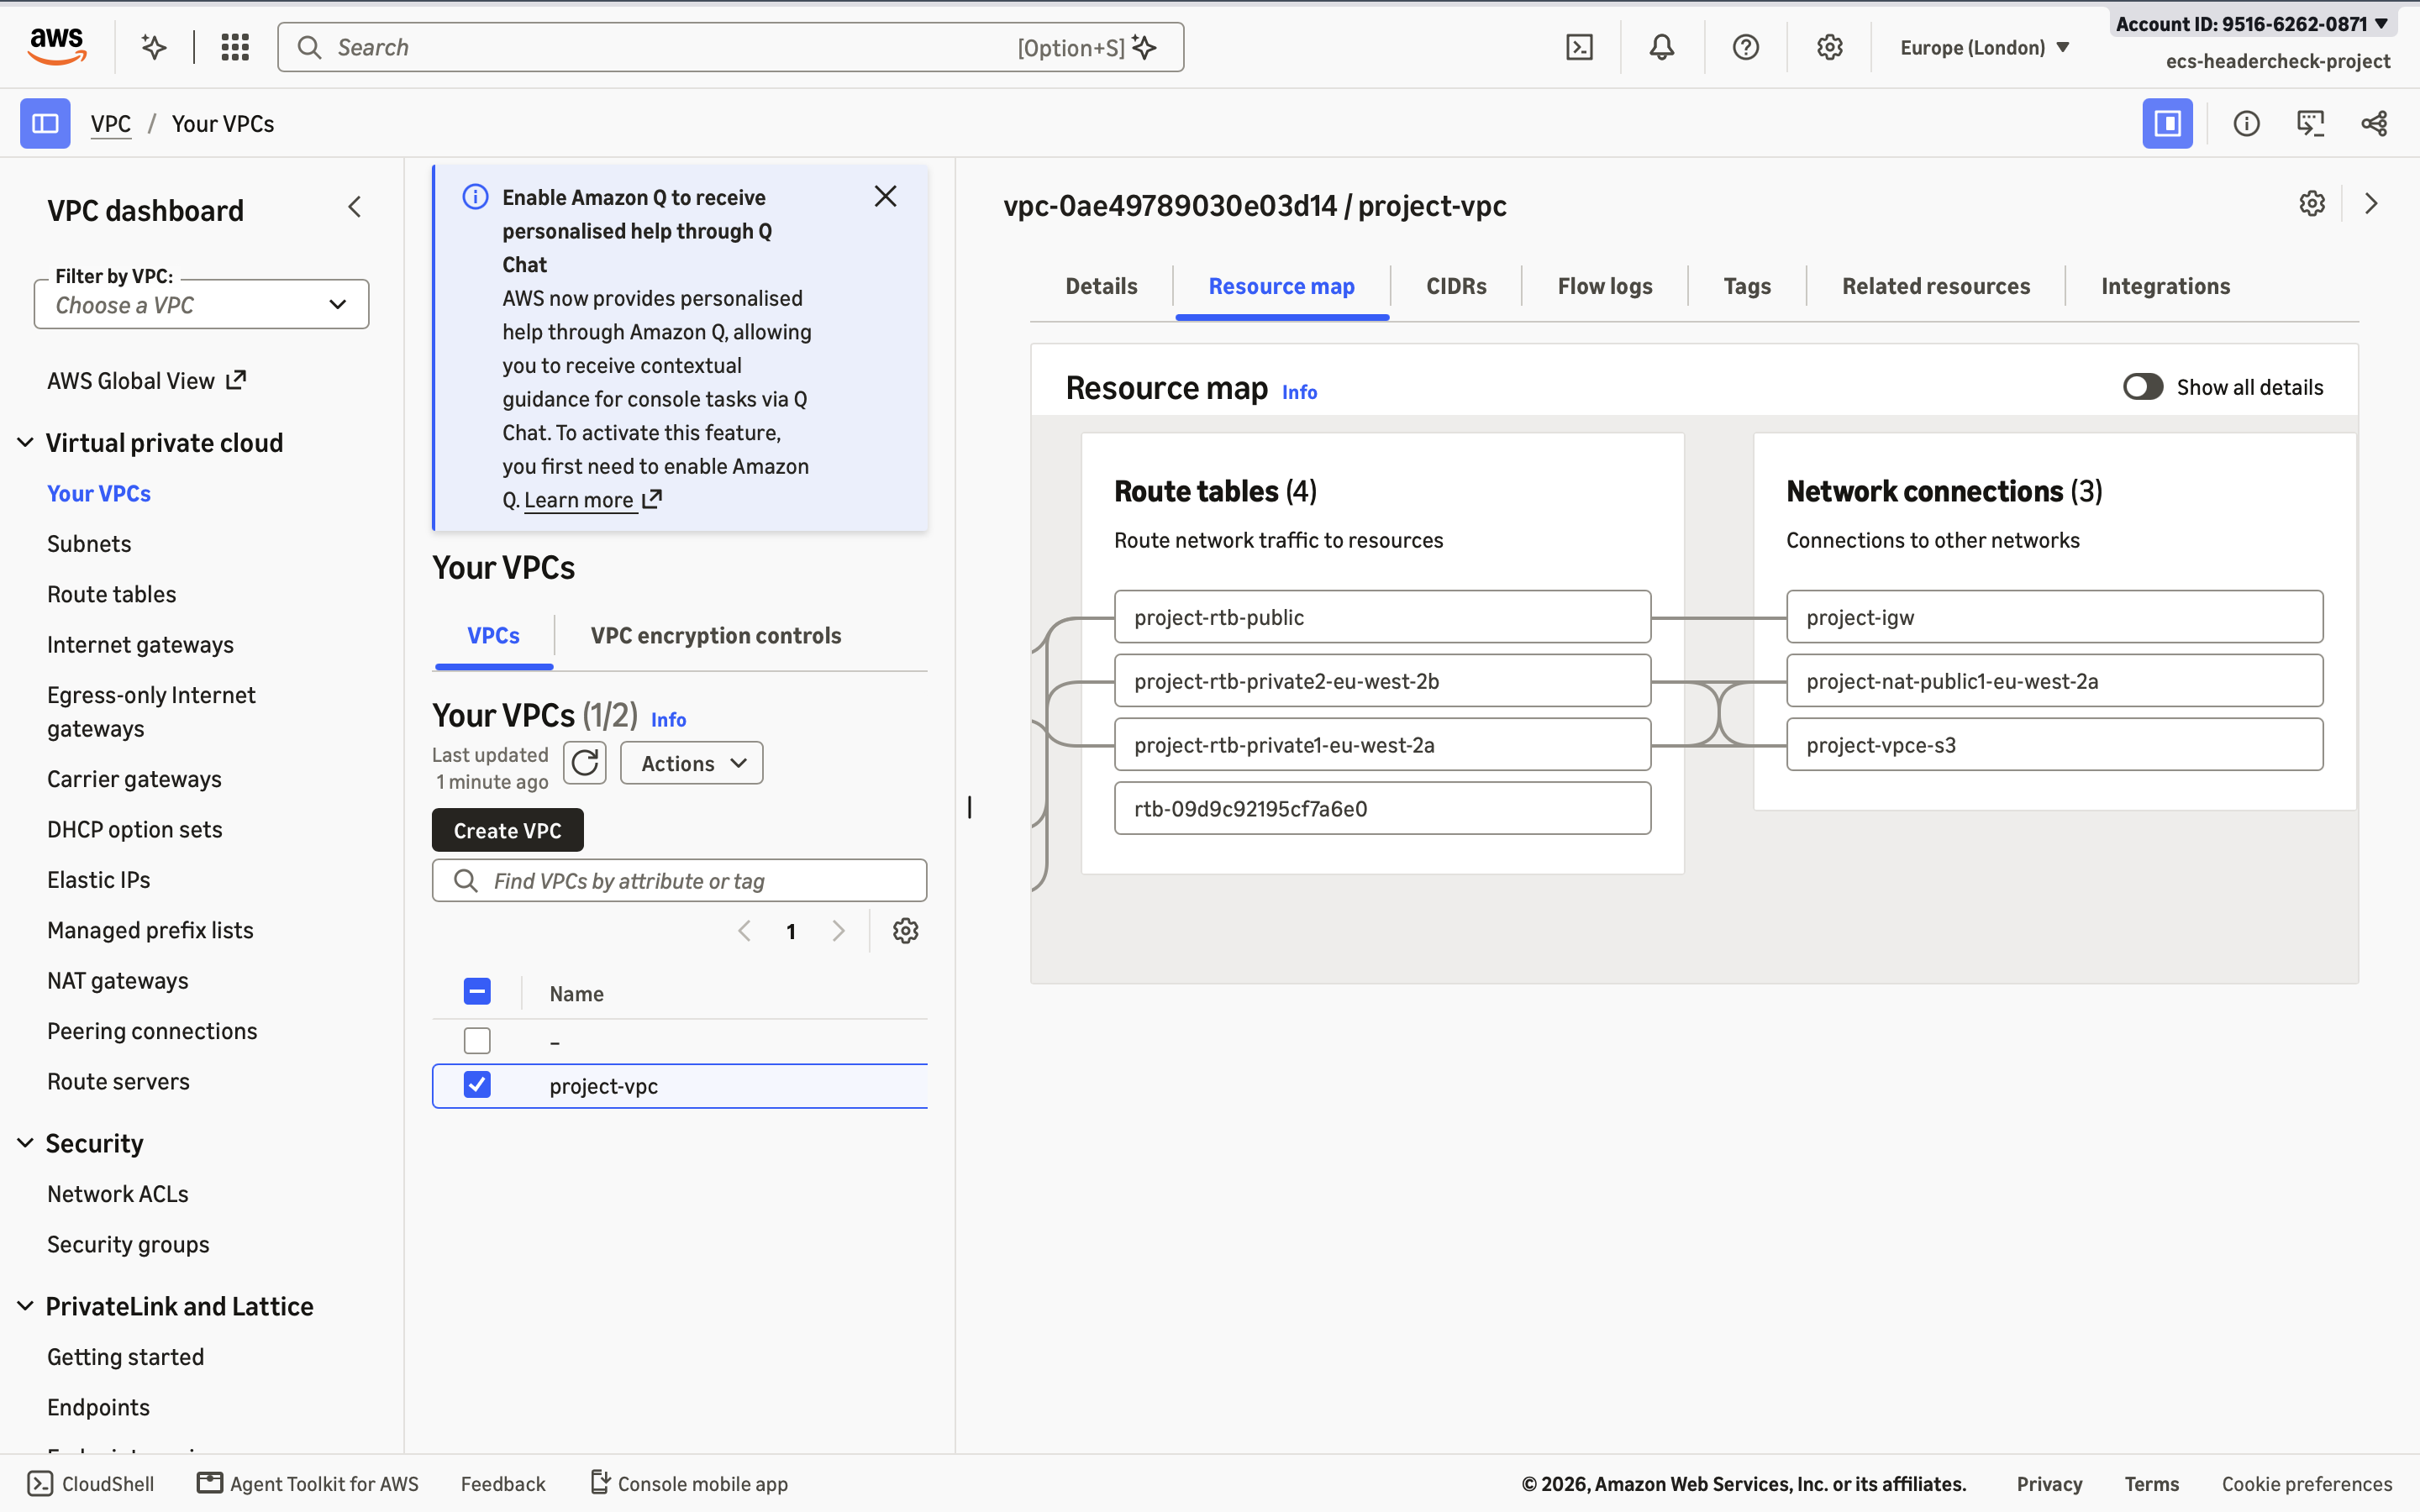 aws
Search
[Option+S]
Europe (London)
Account ID: 9516-6262-0871
ecs-headercheck-project
VPC / Your VPCs
VPC dashboard
Filter by VPC:
Choose a VPC
AWS Global View
Virtual private cloud
Your VPCs
Subnets
Route tables
Internet gateways
Egress-only Internet
gateways
Carrier gateways
DHCP option sets
Elastic IPs
Managed prefix lists
NAT gateways
Peering connections
Route servers
Security
Network ACLs
Security groups
PrivateLink and Lattice
Getting started
Endpoints
Enable Amazon Q to receive
personalised help through Q
Chat
AWS now provides personalised
help through Amazon Q, allowing
you to receive contextual
guidance for console tasks via Q
Chat. To activate this feature,
you first need to enable Amazon
Q. Learn more
Your VPCs
VPCs
VPC encryption controls
Your VPCs (1/2) Info
Last updated
1 minute ago
Actions
Create VPC
Find VPCs by attribute or tag
1
Name
–
project-vpc
vpc-0ae49789030e03d14 / project-vpc
Details
Resource map
CIDRs
Flow logs
Tags
Related resources
Integrations
Resource map Info
Show all details
Route tables (4)
Route network traffic to resources
project-rtb-public
project-rtb-private2-eu-west-2b
project-rtb-private1-eu-west-2a
rtb-09d9c92195cf7a6e0
Network connections (3)
Connections to other networks
project-igw
project-nat-public1-eu-west-2a
project-vpce-s3
CloudShell
Agent Toolkit for AWS
Feedback
Console mobile app
© 2026, Amazon Web Services, Inc. or its affiliates.
Privacy
Terms
Cookie preferences